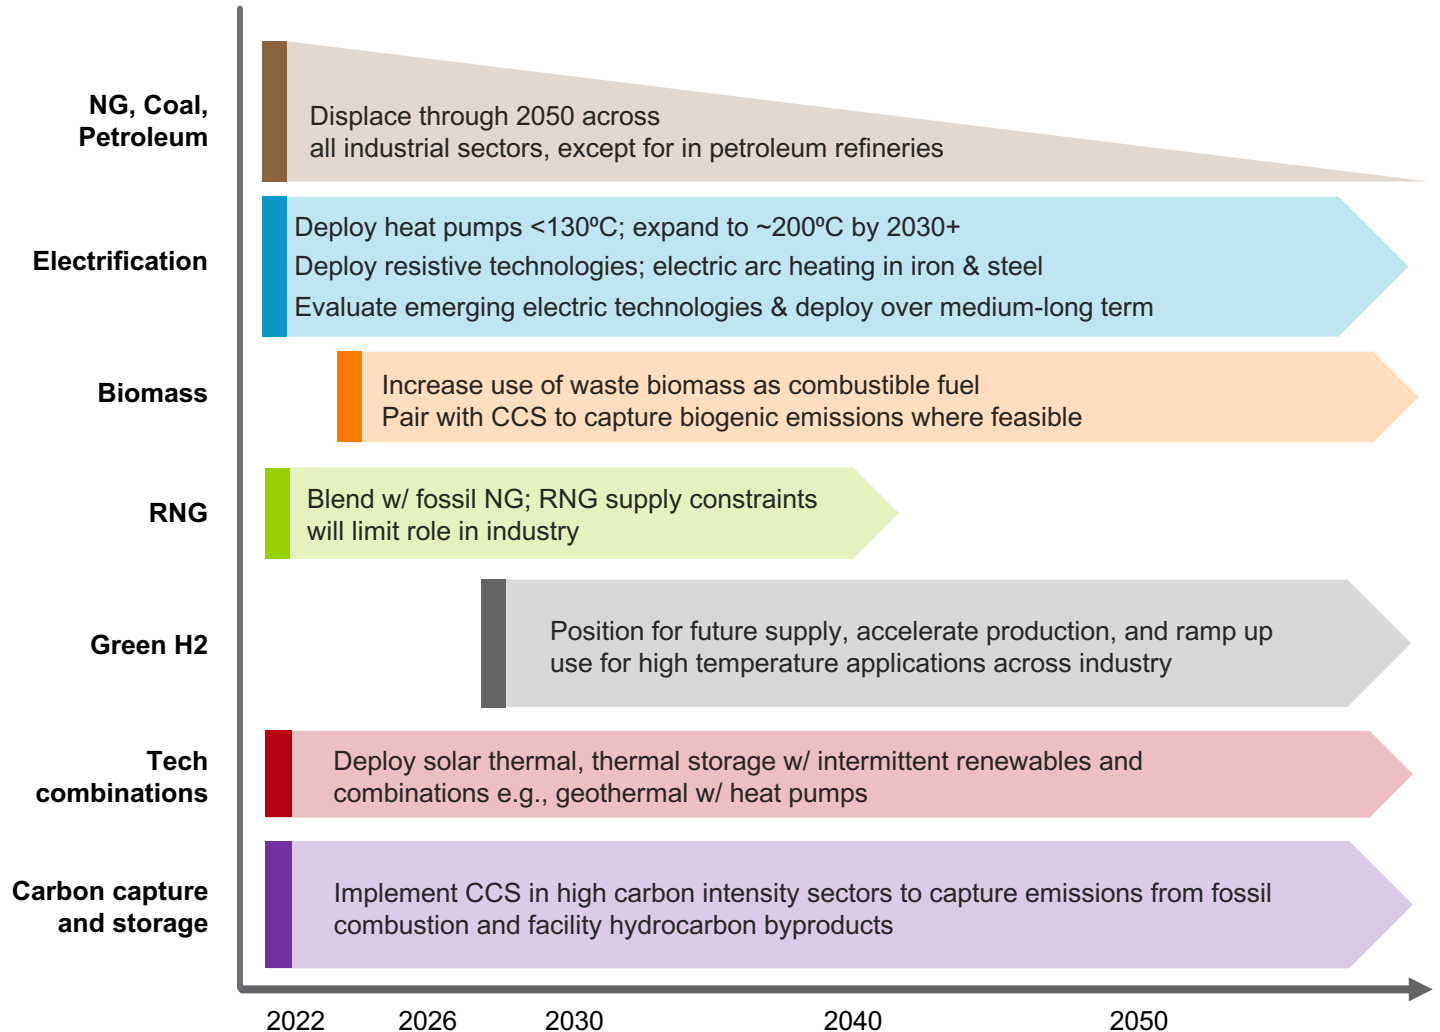 NG, Coal,
Petroleum
Displace through 2050 across
all industrial sectors, except for in petroleum refineries
Electrification
Deploy heat pumps <130ºC; expand to ~200ºC by 2030+
Deploy resistive technologies; electric arc heating in iron & steel
Evaluate emerging electric technologies & deploy over medium-long term
Biomass
Increase use of waste biomass as combustible fuel
Pair with CCS to capture biogenic emissions where feasible
RNG
Blend w/ fossil NG; RNG supply constraints
will limit role in industry
Green H2
Position for future supply, accelerate production, and ramp up
use for high temperature applications across industry
Tech
combinations
Deploy solar thermal, thermal storage w/ intermittent renewables and
combinations e.g., geothermal w/ heat pumps
Carbon capture
and storage
Implement CCS in high carbon intensity sectors to capture emissions from fossil
combustion and facility hydrocarbon byproducts
2022 2026 2030 2040 2050